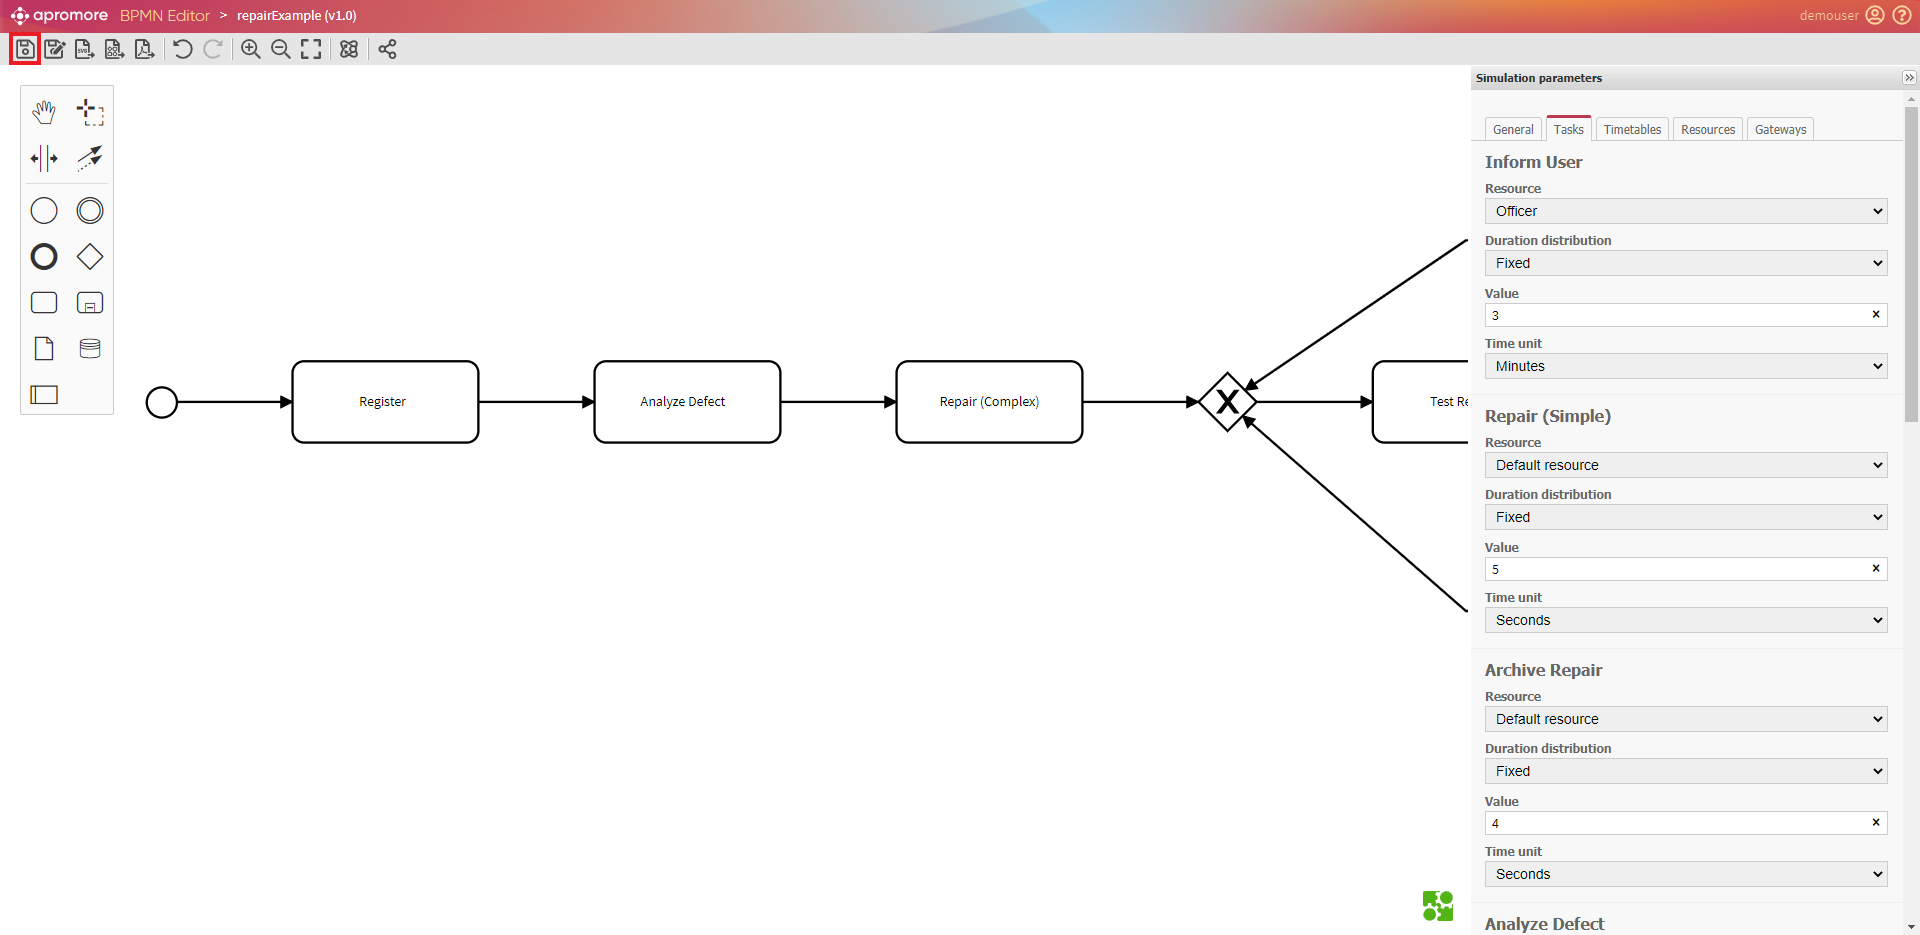 apromore BPMN Editor > repairExample (v1.0)
demouser
SVG
Simulation parameters
General Tasks Timetables Resources Gateways
Inform User
Resource
Officer
Duration distribution
Fixed
Value
3
Time unit
Minutes
Repair (Simple)
Resource
Default resource
Duration distribution
Fixed
Value
5
Time unit
Seconds
Archive Repair
Resource
Default resource
Duration distribution
Fixed
Value
4
Time unit
Seconds
Analyze Defect
Register
Analyze Defect
Repair (Complex)
X
Test Re